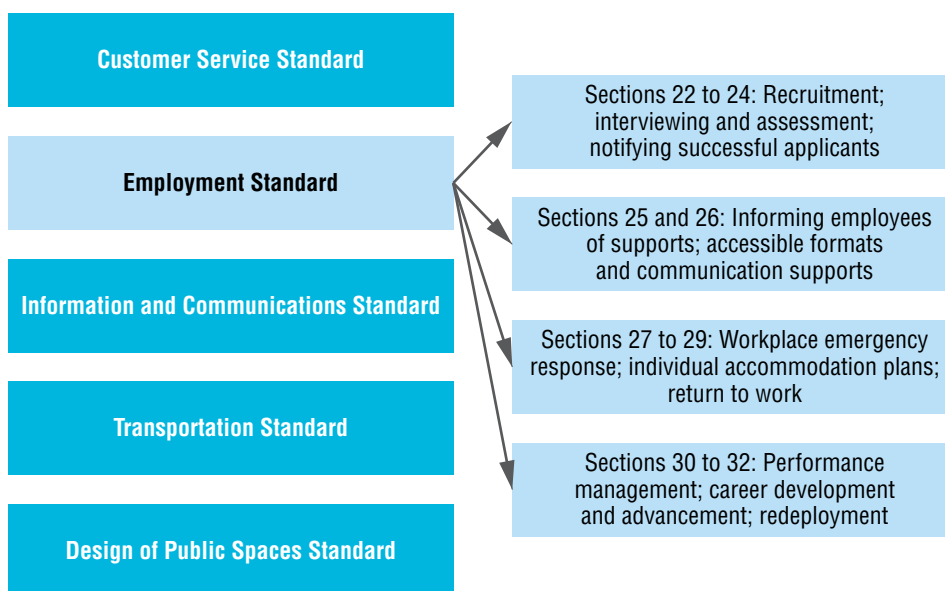 Customer Service Standard
Employment Standard
Information and Communications Standard
Transportation Standard
Design of Public Spaces Standard
Sections 22 to 24: Recruitment;
interviewing and assessment;
notifying successful applicants
Sections 25 and 26: Informing employees
of supports; accessible formats
and communication supports
Sections 27 to 29: Workplace emergency
response; individual accommodation plans;
return to work
Sections 30 to 32: Performance
management; career development
and advancement; redeployment